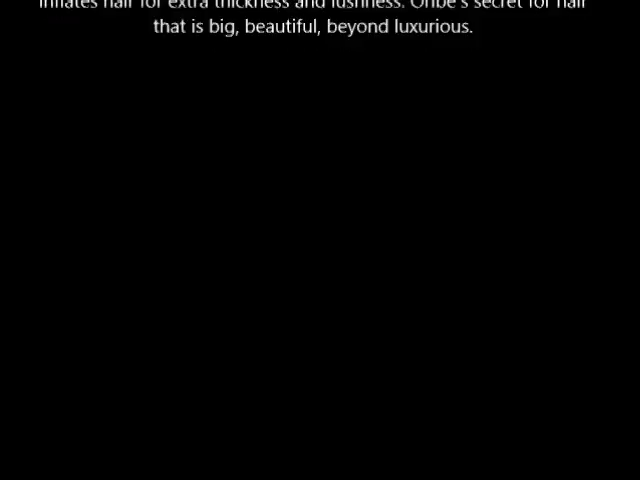 inflates hair for extra thickness and lushness. Oribe's secret for hair
that is big, beautiful, beyond luxurious.